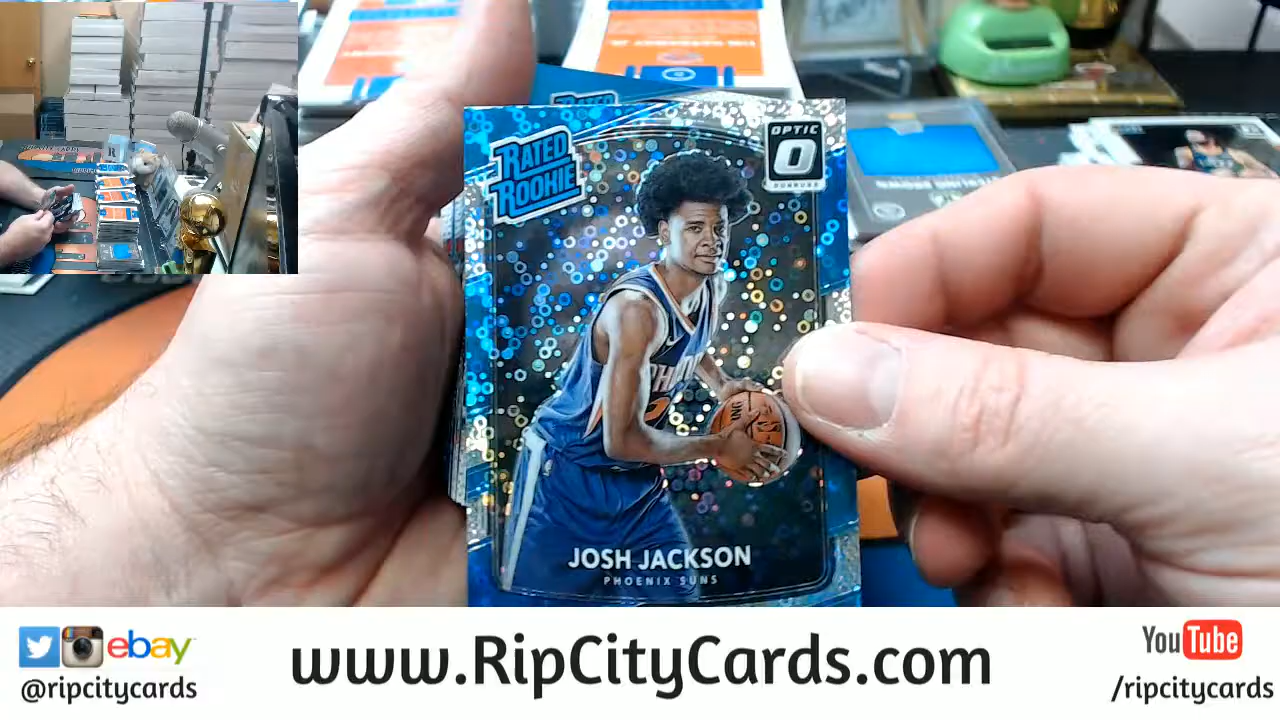 RATED
ROOKIE
OPTIC
O
DONRUSS
JOSH JACKSON
PHOENIX SUNS
ebay
@ripcitycards
www.RipCityCards.com
YouTube
/ripcitycards